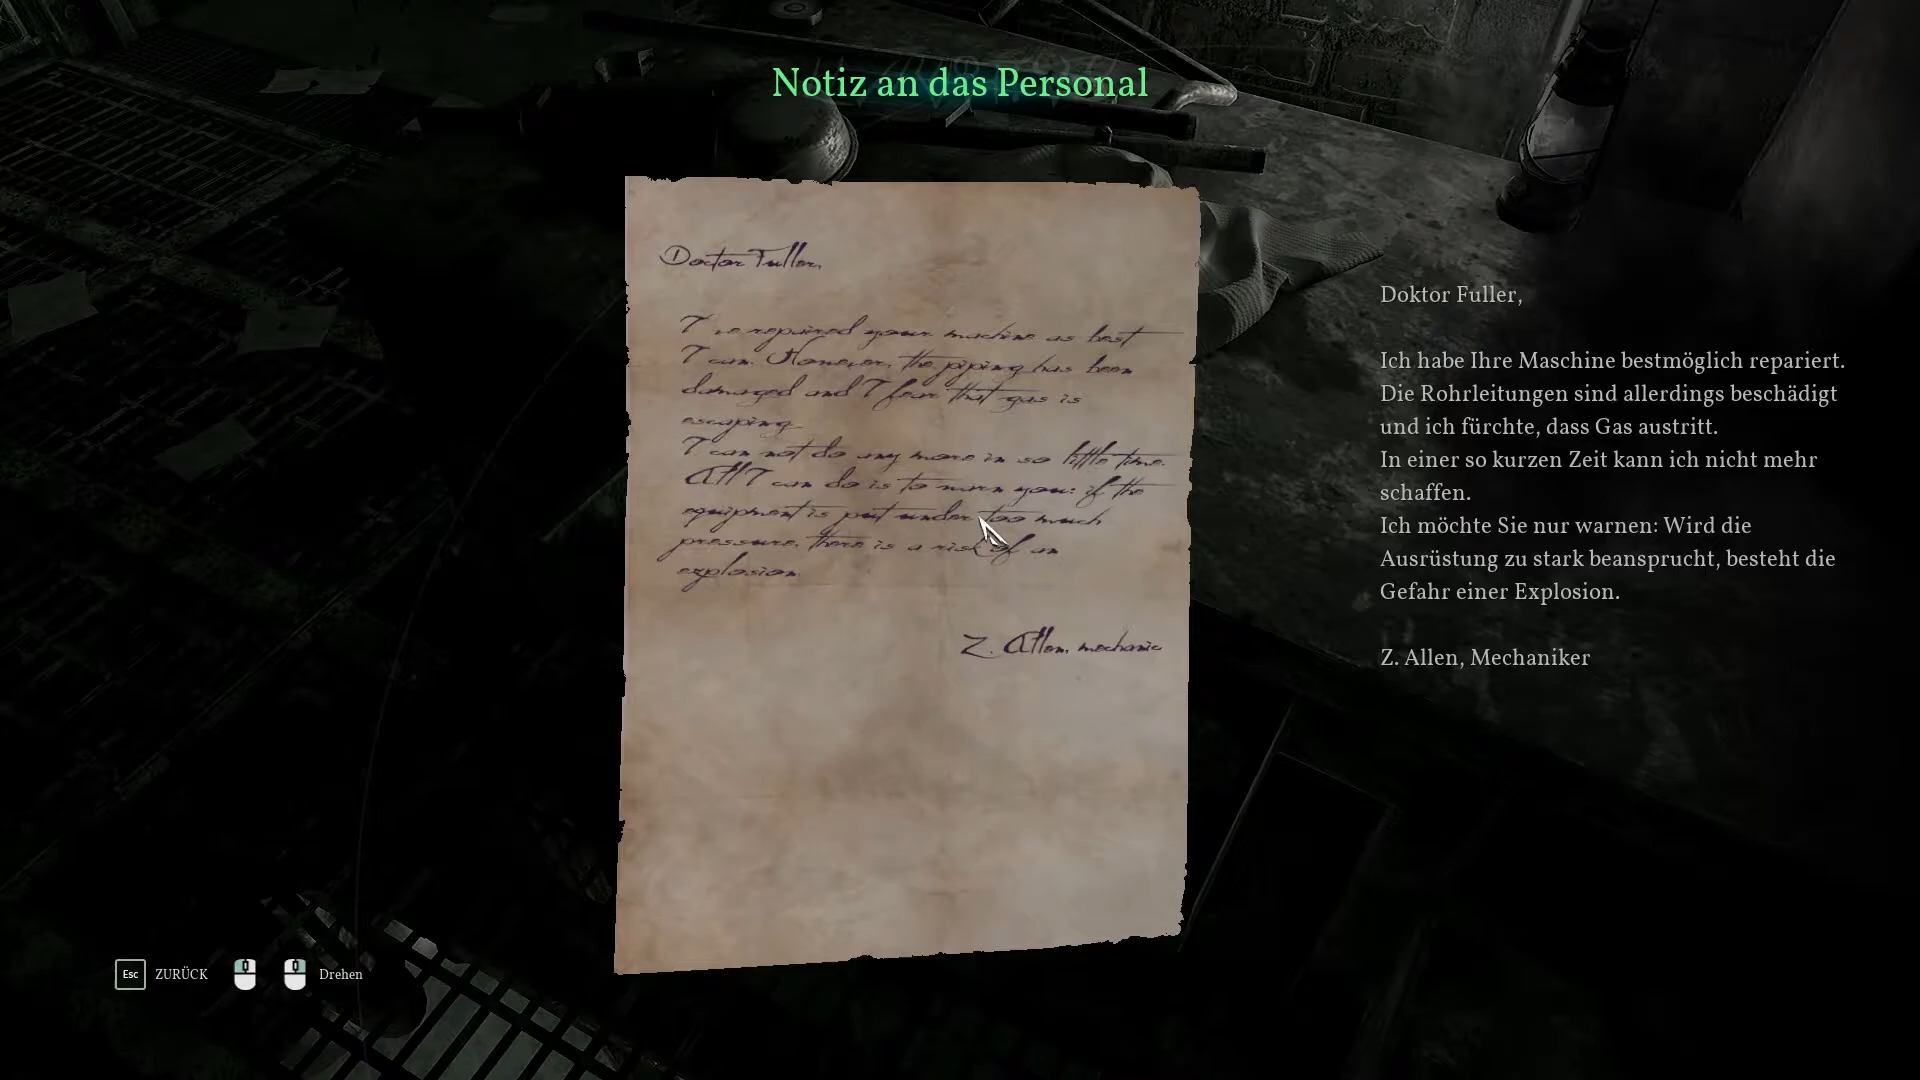 Notiz an das Personal
Doctor Fuller,
I've repaired your machine as best
I can. However, the piping has been
damaged and I fear that gas is
escaping.
I can not do any more in so little time.
All I can do is to warn you: if the
equipment is put under too much
pressure, there is a risk of an
explosion.
Z. Allen, mechanic
Doktor Fuller,
Ich habe Ihre Maschine bestmöglich repariert.
Die Rohrleitungen sind allerdings beschädigt
und ich fürchte, dass Gas austritt.
In einer so kurzen Zeit kann ich nicht mehr
schaffen.
Ich möchte Sie nur warnen: Wird die
Ausrüstung zu stark beansprucht, besteht die
Gefahr einer Explosion.
Z. Allen, Mechaniker
Esc ZURÜCK Drehen